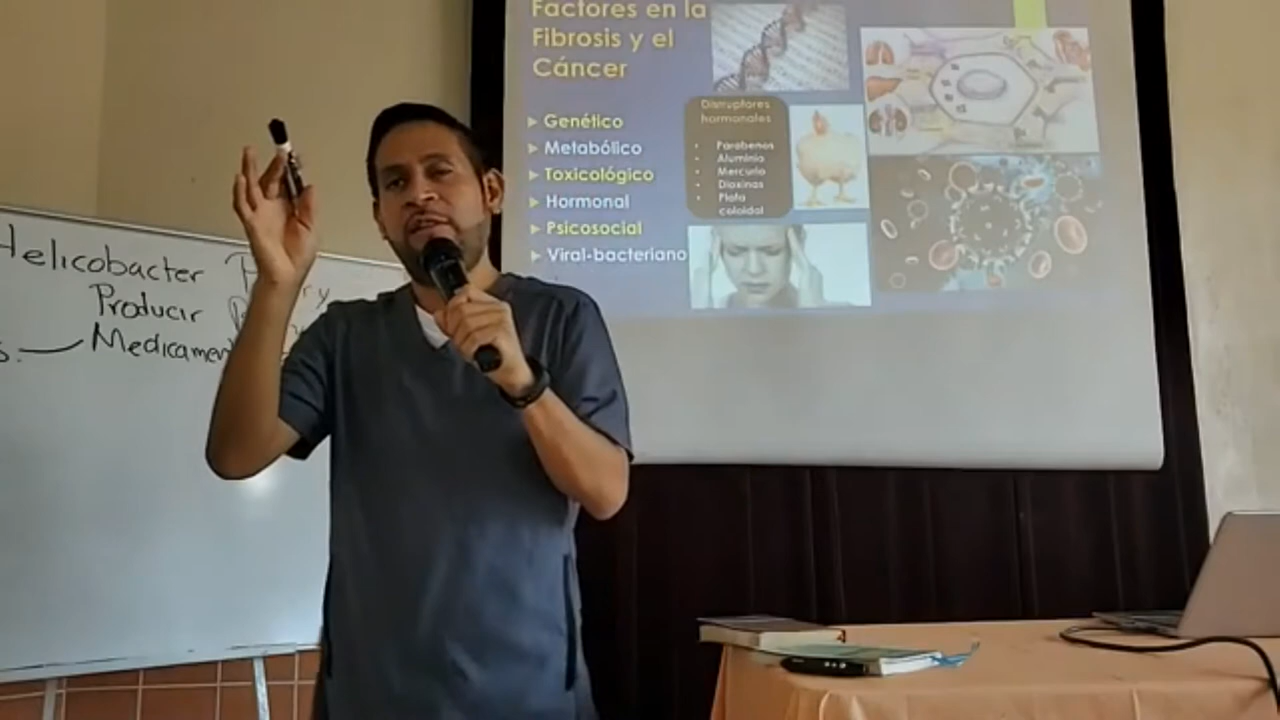 Helicobacter
Producir
Factores en la
Fibrosis y el
Cáncer
Genético
Metabólico
Toxicológico
Hormonal
Psicosocial
Viral-bacteriano
Disruptores
hormonales
Parabenos
Aluminio
Mercurio
Dioxinas
Plata
coloidal